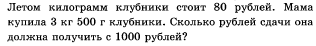 Летом килограмм клубники стоит 80 рублей. Мама
купила 3 кг 500 г клубники. Сколько рублей сдачи она
должна получить с 1000 рублей?